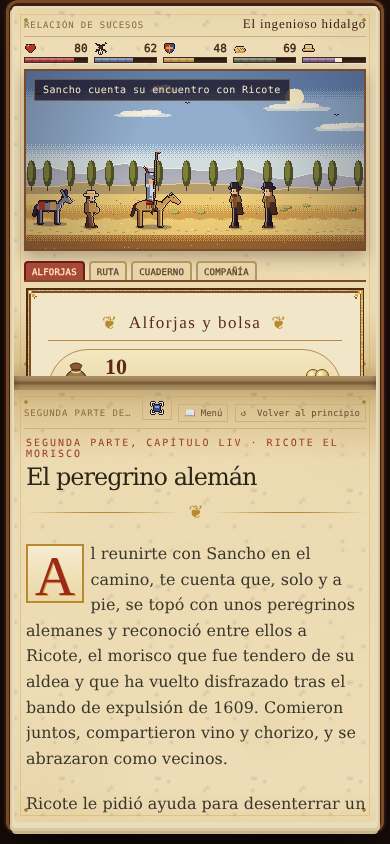 RELACIÓN DE SUCESOS
El ingenioso hidalgo
80 62 48 69
Sancho cuenta su encuentro con Ricote
ALFORJAS RUTA CUADERNO COMPAÑÍA
Alforjas y bolsa
10
SEGUNDA PARTE DE…
Menú
Volver al principio
SEGUNDA PARTE, CAPÍTULO LIV · RICOTE EL
MORISCO
El peregrino alemán
Al reunirte con Sancho en el
camino, te cuenta que, solo y a
pie, se topó con unos peregrinos
alemanes y reconoció entre ellos a
Ricote, el morisco que fue tendero de su
aldea y que ha vuelto disfrazado tras el
bando de expulsión de 1609. Comieron
juntos, compartieron vino y chorizo, y se
abrazaron como vecinos.
Ricote le pidió ayuda para desenterrar un